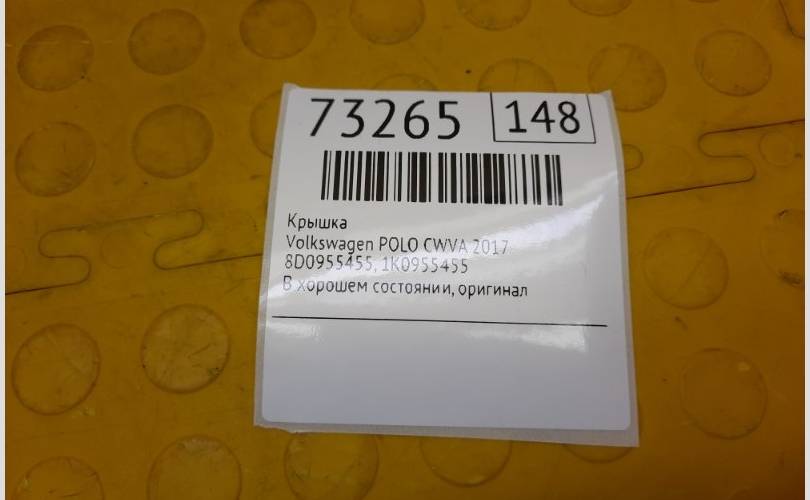 73265 148
Крышка
Volkswagen POLO CWVA 2017
8D0955455, 1K0955455
В хорошем состоянии, оригинал